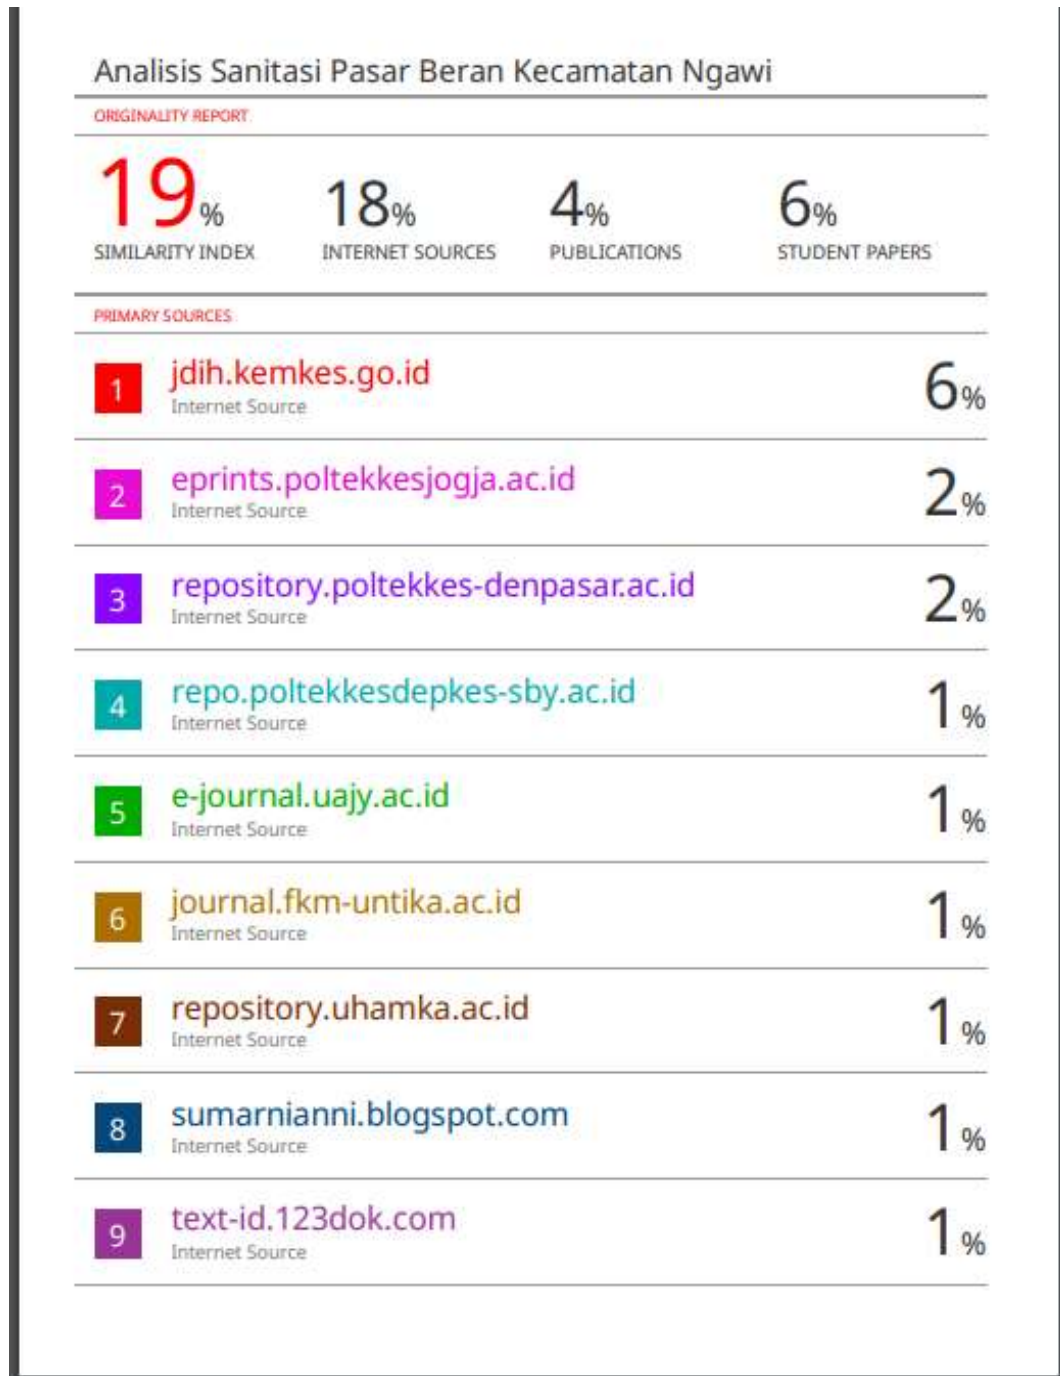 Analisis Sanitasi Pasar Beran Kecamatan Ngawi
ORIGINALITY REPORT
19% 18% 4% 6%
SIMILARITY INDEX INTERNET SOURCES PUBLICATIONS STUDENT PAPERS
PRIMARY SOURCES
1 jdih.kemkes.go.id 6%
Internet Source
2 eprints.poltekkesjogja.ac.id 2%
Internet Source
3 repository.poltekkes-denpasar.ac.id 2%
Internet Source
4 repo.poltekkesdepkes-sby.ac.id 1%
Internet Source
5 e-journal.uajy.ac.id 1%
Internet Source
6 journal.fkm-untika.ac.id 1%
Internet Source
7 repository.uhamka.ac.id 1%
Internet Source
8 sumarnianni.blogspot.com 1%
Internet Source
9 text-id.123dok.com 1%
Internet Source